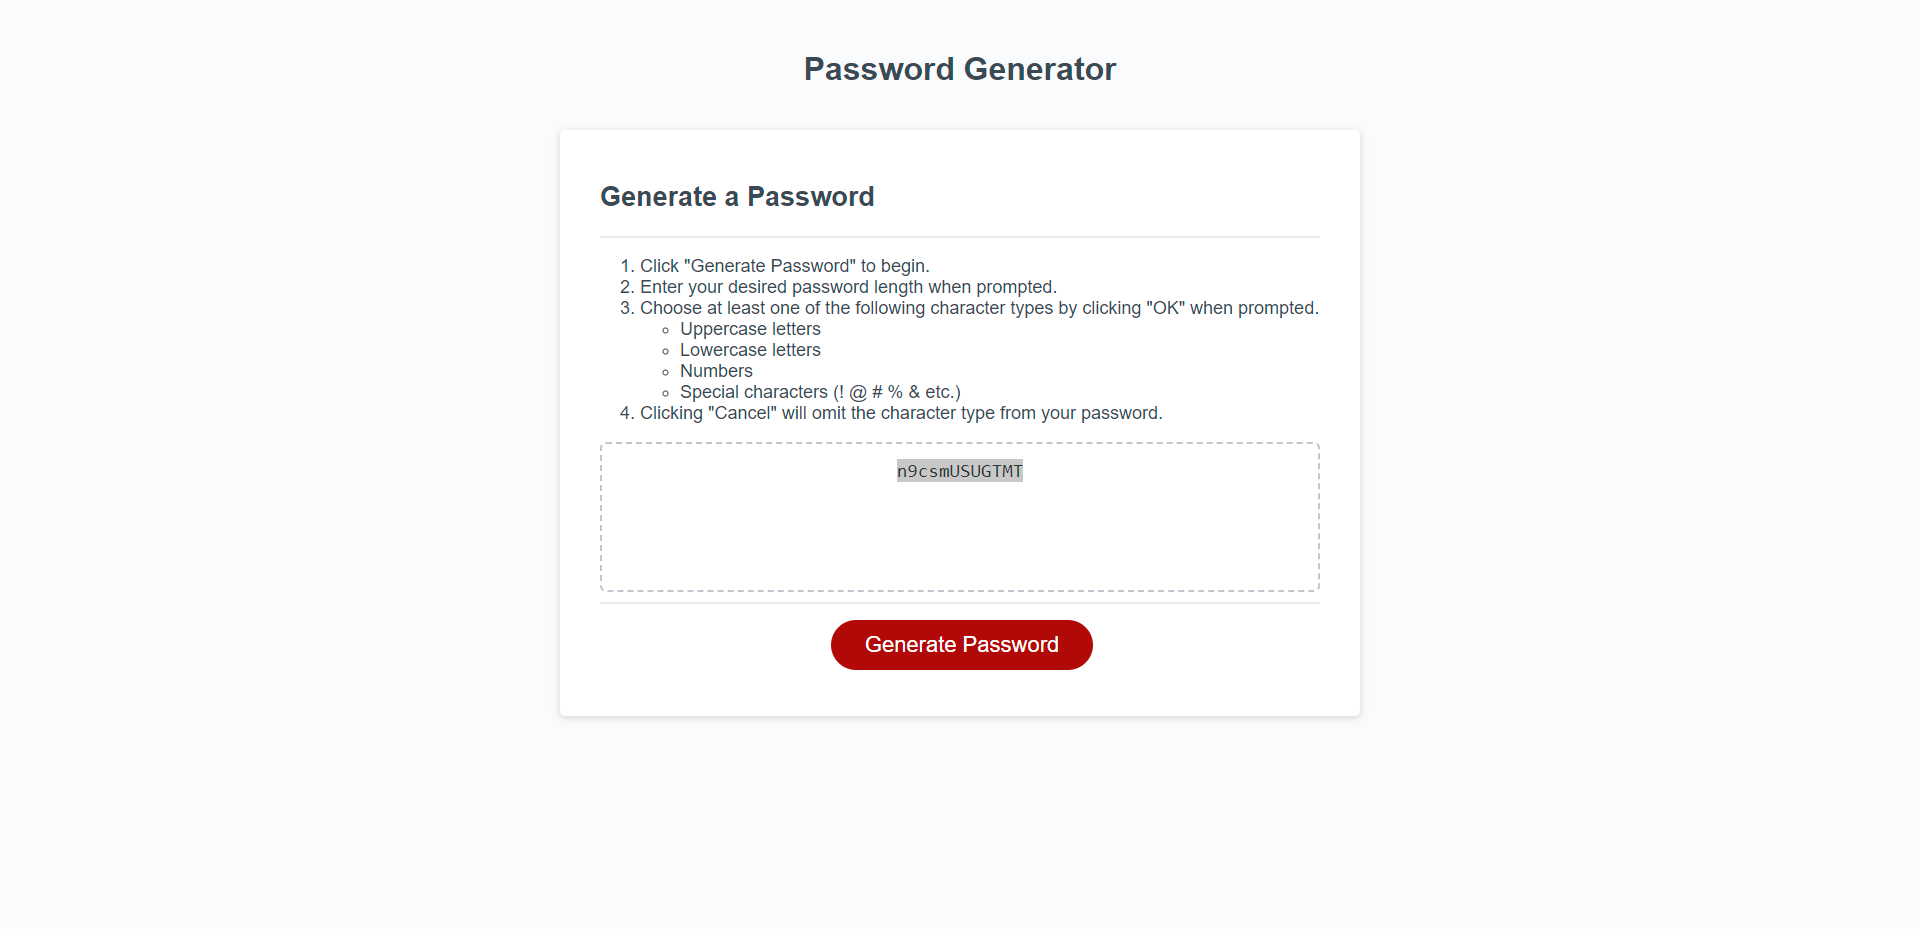 Password Generator
Generate a Password
1. Click "Generate Password" to begin.
2. Enter your desired password length when prompted.
3. Choose at least one of the following character types by clicking "OK" when prompted.
◦ Uppercase letters
◦ Lowercase letters
◦ Numbers
◦ Special characters (! @ # % & etc.)
4. Clicking "Cancel" will omit the character type from your password.
n9csmUSUGTMT
Generate Password